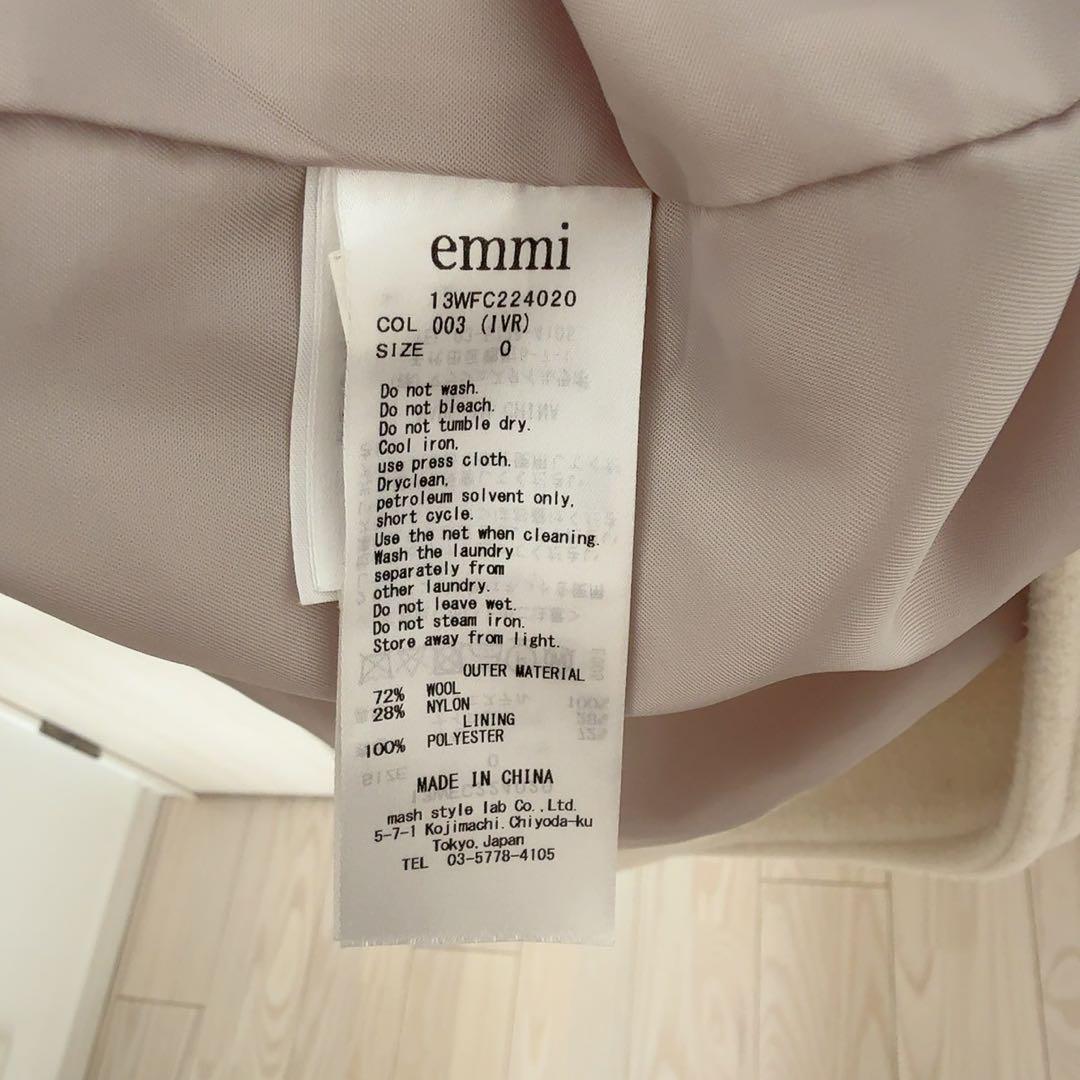 emmi
13WFC224020
COL 003 (IVR)
SIZE 0
Do not wash.
Do not bleach.
Do not tumble dry.
Cool iron,
use press cloth.
Dryclean,
petroleum solvent only,
short cycle.
Use the net when cleaning.
Wash the laundry
separately from
other laundry.
Do not leave wet.
Do not steam iron.
Store away from light.
OUTER MATERIAL
72% WOOL
28% NYLON
LINING
100% POLYESTER
MADE IN CHINA
mash style lab Co.,Ltd.
5-7-1 Kojimachi.Chiyoda-ku
Tokyo.Japan
TEL 03-5778-4105